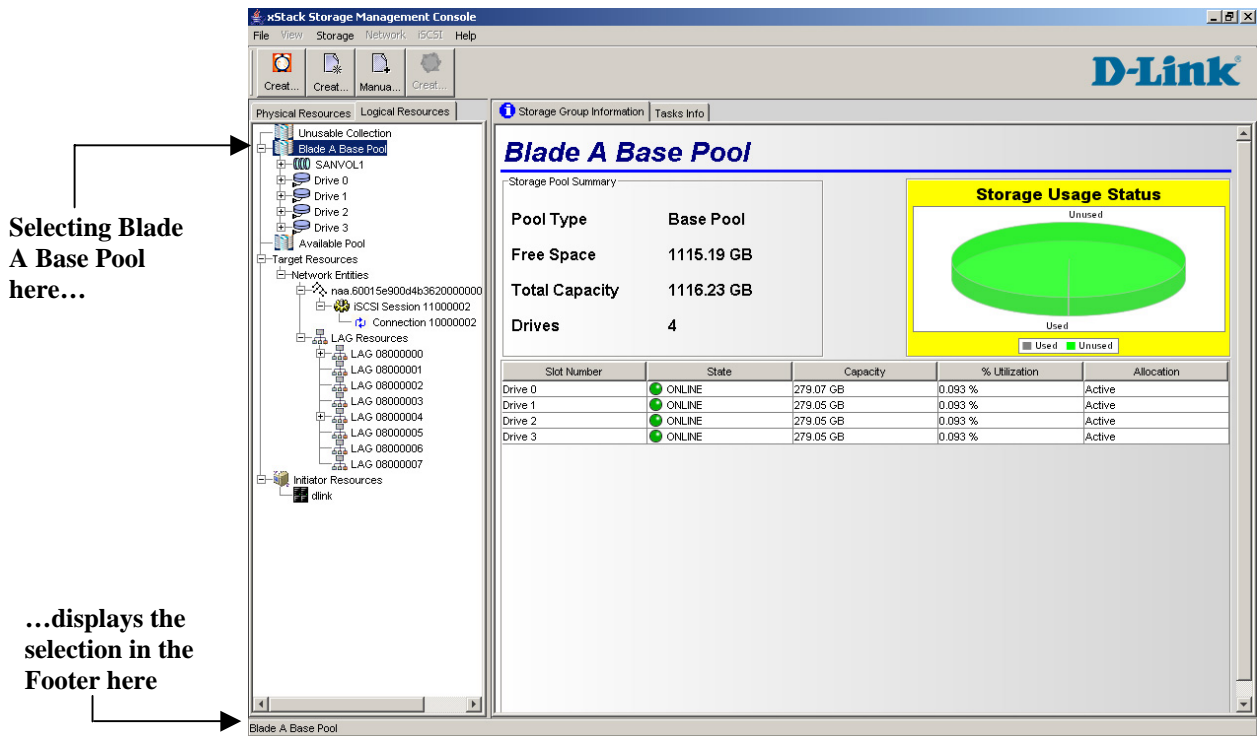 xStack Storage Management Console
File View Storage Network iSCSI Help
Creat... Creat... Manua... Creat...
D-Link
Physical Resources Logical Resources
Storage Group Information Tasks Info
Unusable Collection
Blade A Base Pool
SANVOL1
Drive 0
Drive 1
Drive 2
Drive 3
Available Pool
Target Resources
Network Entities
naa.60015e900d4b3620000000
iSCSI Session 11000002
Connection 10000002
LAG Resources
LAG 08000000
LAG 08000001
LAG 08000002
LAG 08000003
LAG 08000004
LAG 08000005
LAG 08000006
LAG 08000007
Initiator Resources
dlink
Selecting Blade
A Base Pool
here…
…displays the
selection in the
Footer here
Blade A Base Pool
Storage Pool Summary
Pool Type Base Pool
Free Space 1115.19 GB
Total Capacity 1116.23 GB
Drives 4
Storage Usage Status
Unused
Used
Used Unused
Slot Number State Capacity % Utilization Allocation
Drive 0 ONLINE 279.07 GB 0.093 % Active
Drive 1 ONLINE 279.05 GB 0.093 % Active
Drive 2 ONLINE 279.05 GB 0.093 % Active
Drive 3 ONLINE 279.05 GB 0.093 % Active
Blade A Base Pool